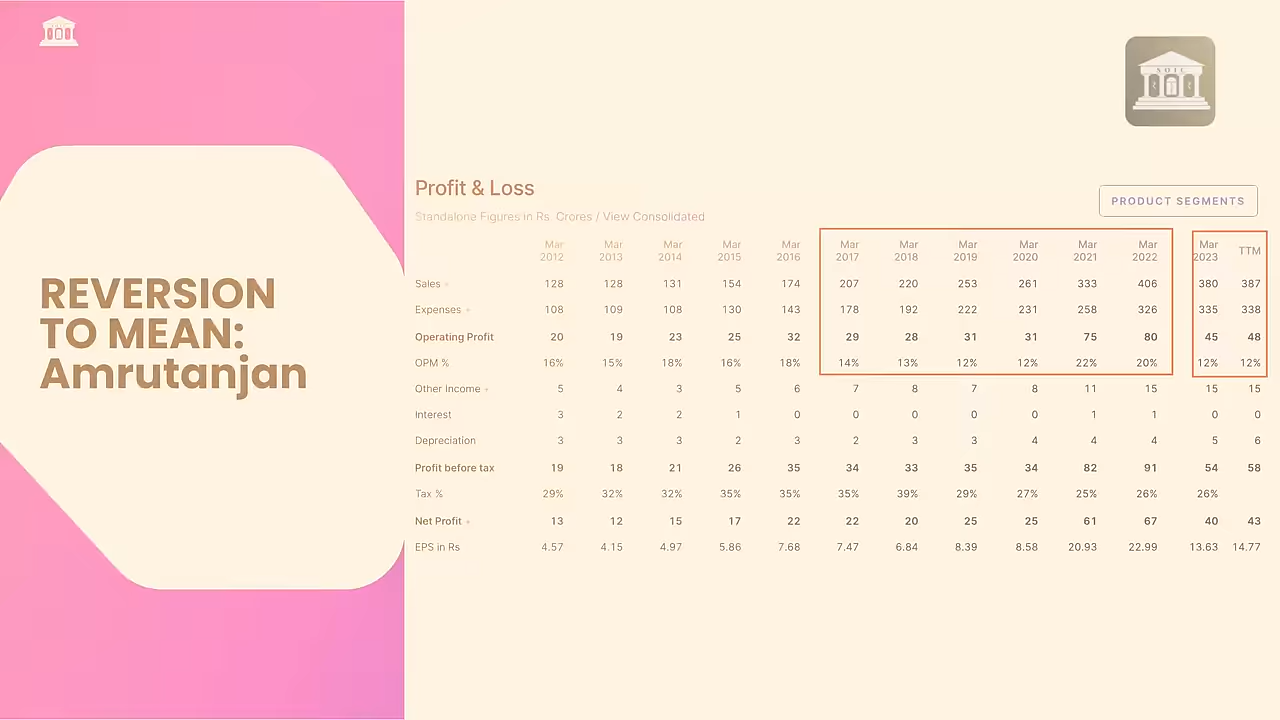 SOIC
REVERSION
TO MEAN:
Amrutanjan
Profit & Loss
Standalone Figures in Rs. Crores / View Consolidated
PRODUCT SEGMENTS
Mar 2012 Mar 2013 Mar 2014 Mar 2015 Mar 2016 Mar 2017 Mar 2018 Mar 2019 Mar 2020 Mar 2021 Mar 2022 Mar 2023 TTM
Sales + 128 128 131 154 174 207 220 253 261 333 406 380 387
Expenses + 108 109 108 130 143 178 192 222 231 258 326 335 338
Operating Profit 20 19 23 25 32 29 28 31 31 75 80 45 48
OPM % 16% 15% 18% 16% 18% 14% 13% 12% 12% 22% 20% 12% 12%
Other Income + 5 4 3 5 6 7 8 7 8 11 15 15 15
Interest 3 2 2 1 0 0 0 0 0 1 1 0 0
Depreciation 3 3 3 2 3 2 3 3 4 4 4 5 6
Profit before tax 19 18 21 26 35 34 33 35 34 82 91 54 58
Tax % 29% 32% 32% 35% 35% 35% 39% 29% 27% 25% 26% 26%
Net Profit + 13 12 15 17 22 22 20 25 25 61 67 40 43
EPS in Rs 4.57 4.15 4.97 5.86 7.68 7.47 6.84 8.39 8.58 20.93 22.99 13.63 14.77